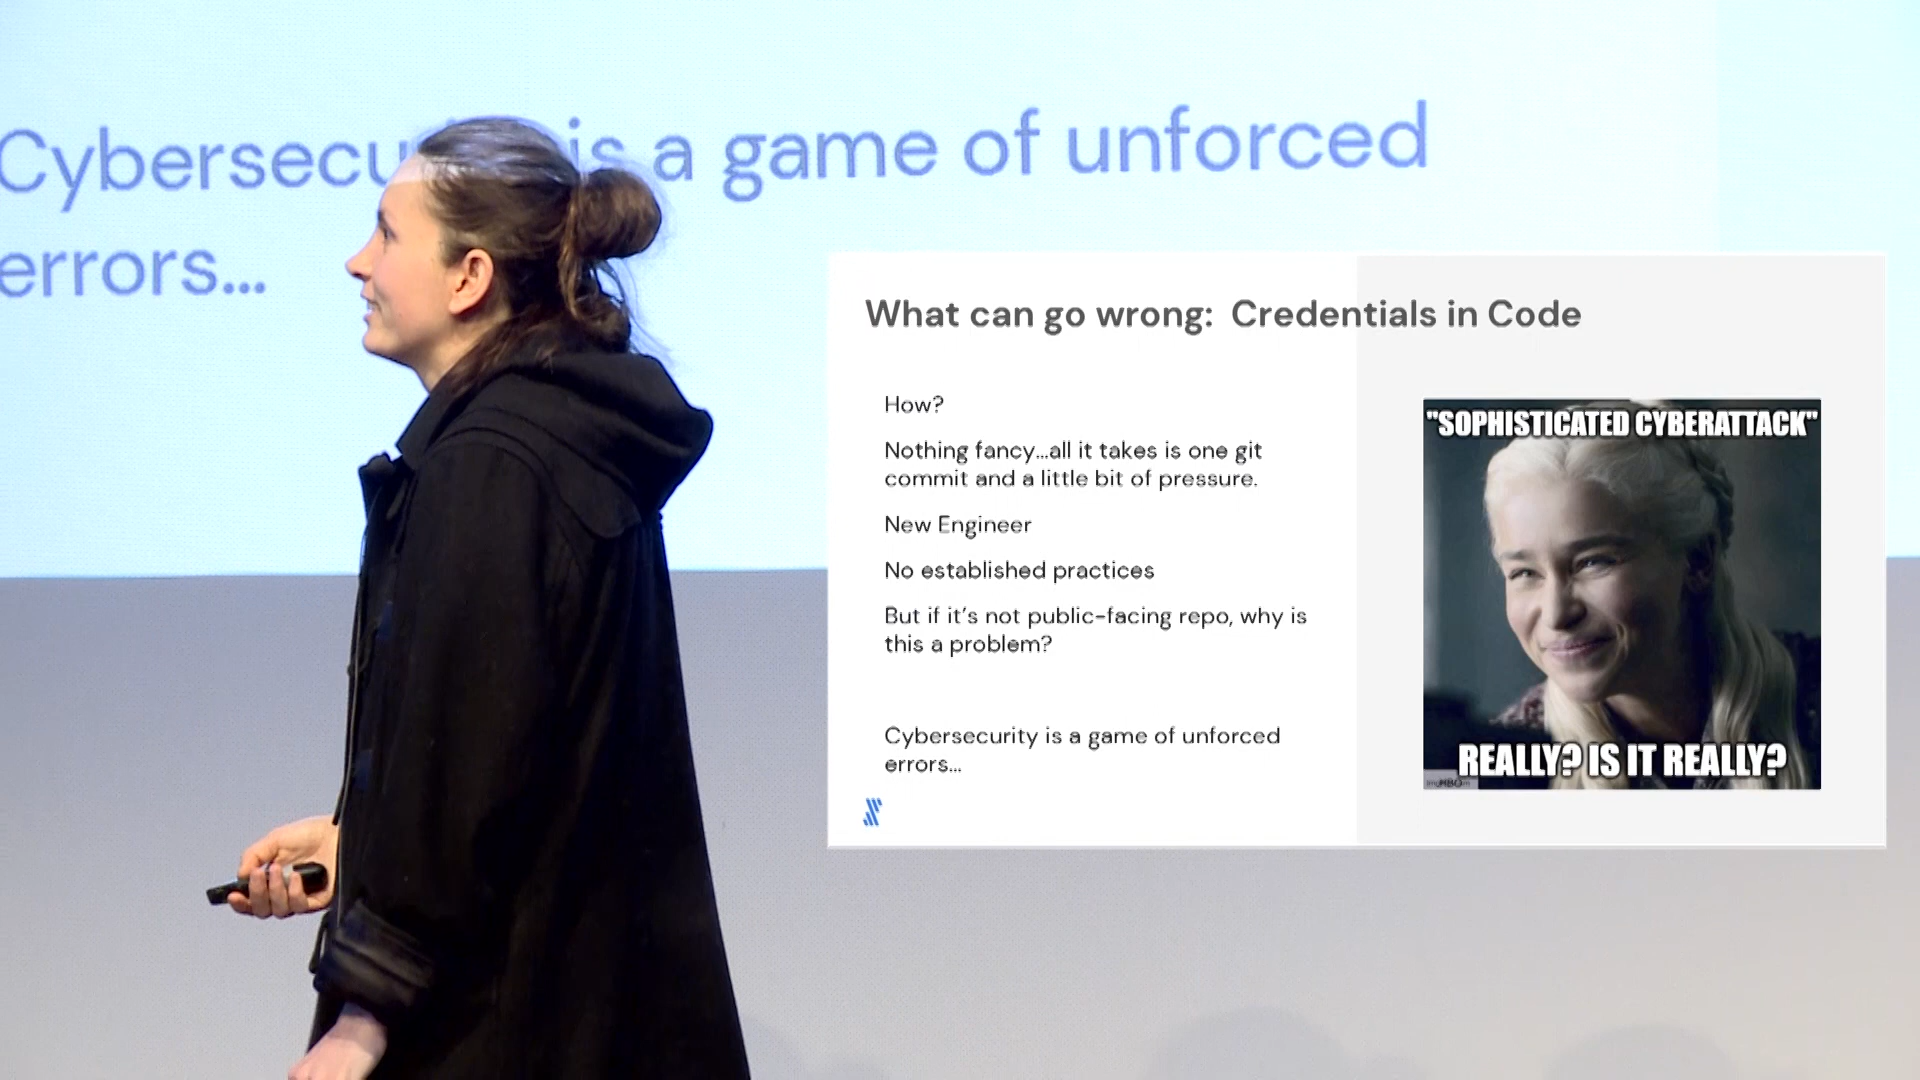 Cybersecu is a game of unforced
errors...
What can go wrong: Credentials in Code
How?
Nothing fancy...all it takes is one git
commit and a little bit of pressure.
New Engineer
No established practices
But if it's not public-facing repo, why is
this a problem?
Cybersecurity is a game of unforced
errors...
"SOPHISTICATED CYBERATTACK"
REALLY? IS IT REALLY?